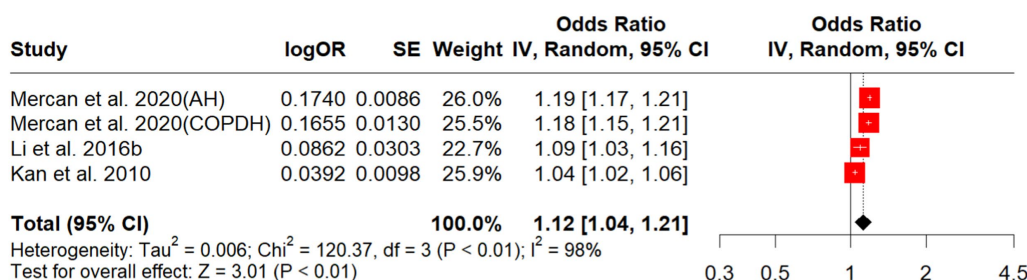 Odds Ratio Odds Ratio
Study logOR SE Weight IV, Random, 95% CI IV, Random, 95% CI
Mercan et al. 2020(AH) 0.1740 0.0086 26.0% 1.19 [1.17, 1.21]
Mercan et al. 2020(COPDH) 0.1655 0.0130 25.5% 1.18 [1.15, 1.21]
Li et al. 2016b 0.0862 0.0303 22.7% 1.09 [1.03, 1.16]
Kan et al. 2010 0.0392 0.0098 25.9% 1.04 [1.02, 1.06]
Total (95% CI) 100.0% 1.12 [1.04, 1.21]
Heterogeneity: Tau² = 0.006; Chi² = 120.37, df = 3 (P < 0.01); I² = 98%
Test for overall effect: Z = 3.01 (P < 0.01)
0.3 0.5 1 2 4.5